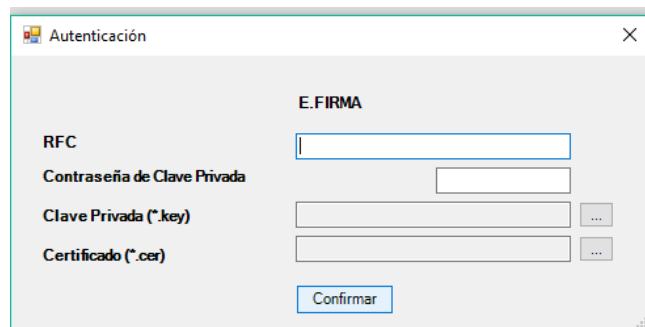 Autenticación
E.FIRMA
RFC
Contraseña de Clave Privada
Clave Privada (*.key)
...
Certificado (*.cer)
...
Confirmar